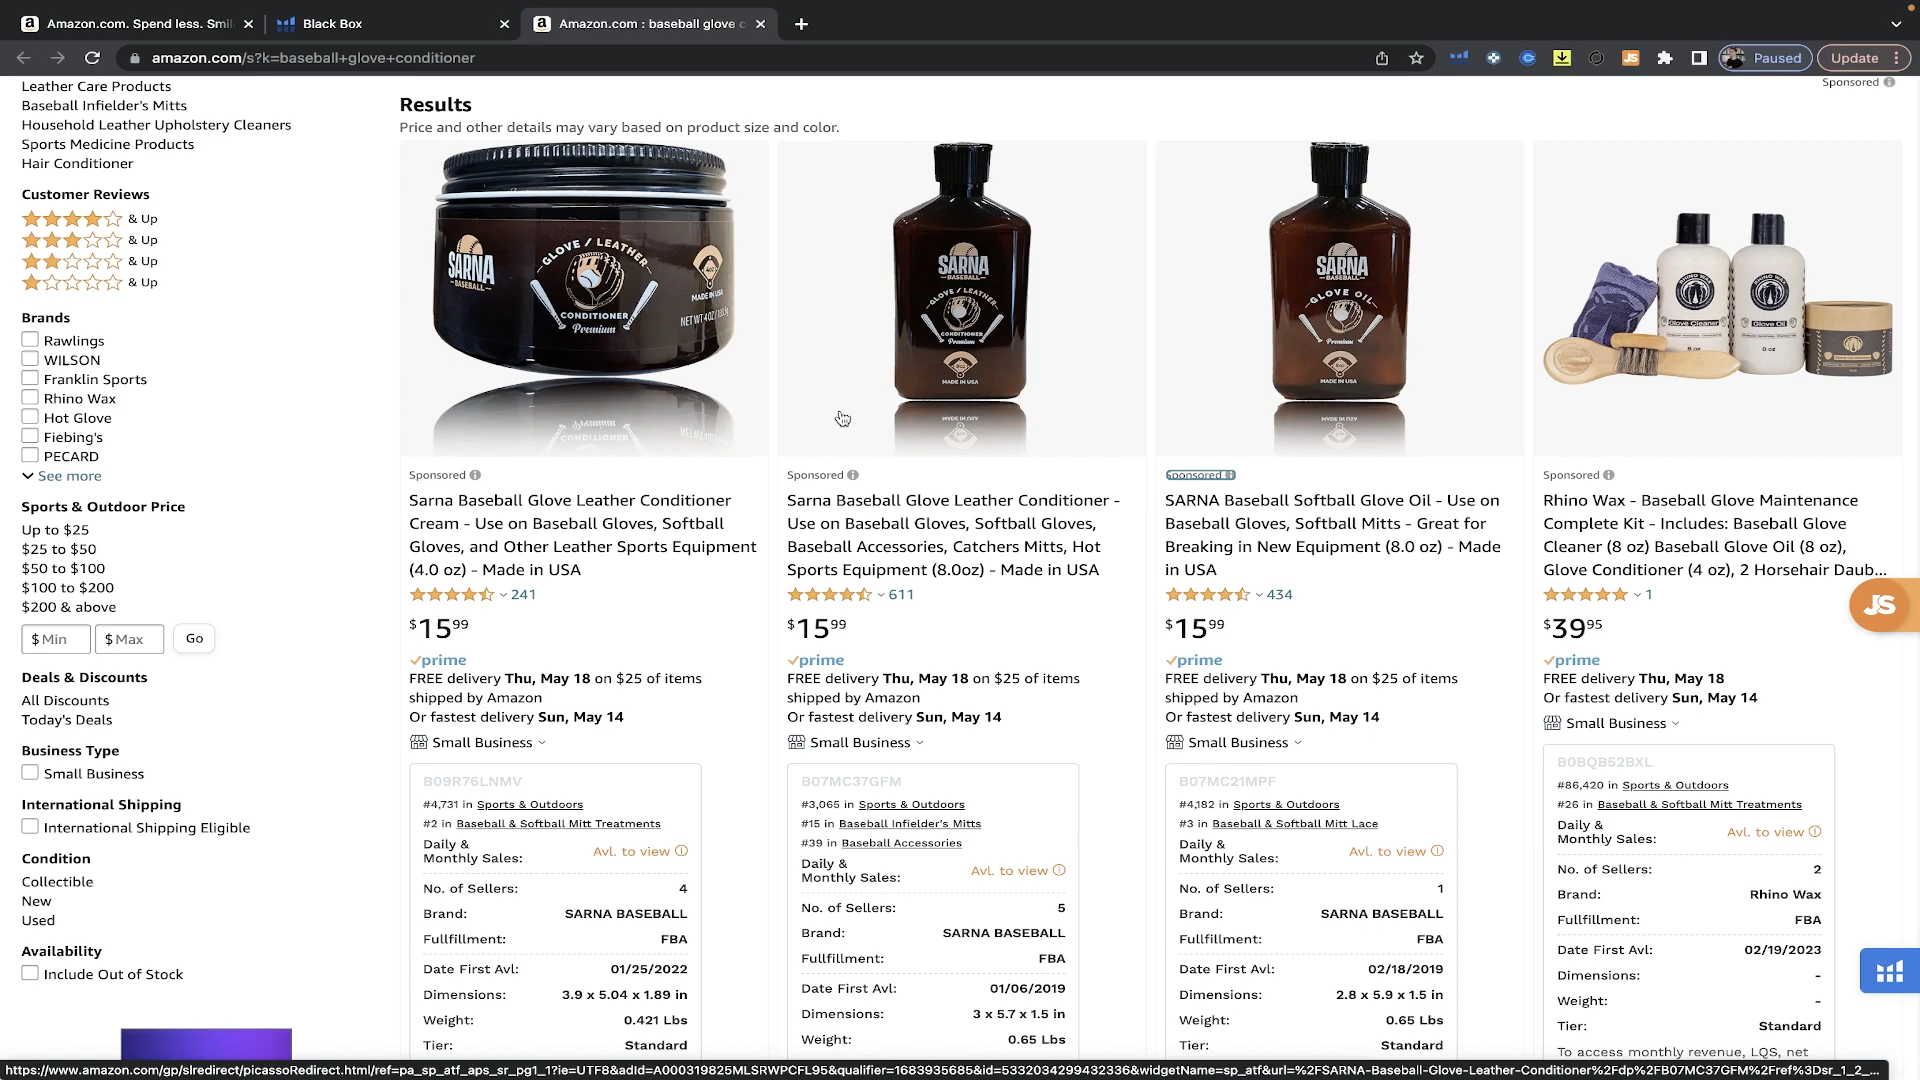 Amazon.com. Spend less. Smil
Black Box
Amazon.com : baseball glove c
amazon.com/s?k=baseball+glove+conditioner
Paused
Update
Leather Care Products
Baseball Infielder's Mitts
Household Leather Upholstery Cleaners
Sports Medicine Products
Hair Conditioner
Customer Reviews
& Up
& Up
& Up
& Up
Brands
Rawlings
WILSON
Franklin Sports
Rhino Wax
Hot Glove
Fiebing's
PECARD
See more
Sports & Outdoor Price
Up to $25
$25 to $50
$50 to $100
$100 to $200
$200 & above
$ Min
$ Max
Go
Deals & Discounts
All Discounts
Today's Deals
Business Type
Small Business
International Shipping
International Shipping Eligible
Condition
Collectible
New
Used
Availability
Include Out of Stock
Sponsored
Results
Price and other details may vary based on product size and color.
SARNA
BASEBALL
GLOVE / LEATHER
CONDITIONER
Premium
4oz
MADE IN USA
SARNA
BASEBALL
GLOVE / LEATHER
CONDITIONER
Premium
8oz
MADE IN USA
SARNA
BASEBALL
GLOVE OIL
Premium
8oz
MADE IN USA
RHINO WAX
Glove Cleaner
8 oz
RHINO WAX
Glove Oil
8 oz
Sponsored
Sarna Baseball Glove Leather Conditioner
Cream - Use on Baseball Gloves, Softball
Gloves, and Other Leather Sports Equipment
(4.0 oz) - Made in USA
241
$15 99
prime
FREE delivery Thu, May 18 on $25 of items
shipped by Amazon
Or fastest delivery Sun, May 14
Small Business
B09R76LNMV
#4,731 in Sports & Outdoors
#2 in Baseball & Softball Mitt Treatments
Daily &
Monthly Sales: Avl. to view
No. of Sellers: 4
Brand: SARNA BASEBALL
Fullfillment: FBA
Date First Avl: 01/25/2022
Dimensions: 3.9 x 5.04 x 1.89 in
Weight: 0.421 Lbs
Tier: Standard
Sponsored
Sarna Baseball Glove Leather Conditioner -
Use on Baseball Gloves, Softball Gloves,
Baseball Accessories, Catchers Mitts, Hot
Sports Equipment (8.0oz) - Made in USA
611
$15 99
prime
FREE delivery Thu, May 18 on $25 of items
shipped by Amazon
Or fastest delivery Sun, May 14
Small Business
B07MC37GFM
#3,065 in Sports & Outdoors
#15 in Baseball Infielder's Mitts
#39 in Baseball Accessories
Daily &
Monthly Sales: Avl. to view
No. of Sellers: 5
Brand: SARNA BASEBALL
Fullfillment: FBA
Date First Avl: 01/06/2019
Dimensions: 3 x 5.7 x 1.5 in
Weight: 0.65 Lbs
Sponsored
SARNA Baseball Softball Glove Oil - Use on
Baseball Gloves, Softball Mitts - Great for
Breaking in New Equipment (8.0 oz) - Made
in USA
434
$15 99
prime
FREE delivery Thu, May 18 on $25 of items
shipped by Amazon
Or fastest delivery Sun, May 14
Small Business
B07MC21MPF
#4,182 in Sports & Outdoors
#3 in Baseball & Softball Mitt Lace
Daily &
Monthly Sales: Avl. to view
No. of Sellers: 1
Brand: SARNA BASEBALL
Fullfillment: FBA
Date First Avl: 02/18/2019
Dimensions: 2.8 x 5.9 x 1.5 in
Weight: 0.65 Lbs
Tier: Standard
Sponsored
Rhino Wax - Baseball Glove Maintenance
Complete Kit - Includes: Baseball Glove
Cleaner (8 oz) Baseball Glove Oil (8 oz),
Glove Conditioner (4 oz), 2 Horsehair Daub...
1
$39 95
prime
FREE delivery Thu, May 18
Or fastest delivery Sun, May 14
Small Business
B0BQB52BXL
#86,420 in Sports & Outdoors
#26 in Baseball & Softball Mitt Treatments
Daily &
Monthly Sales: Avl. to view
No. of Sellers: 2
Brand: Rhino Wax
Fullfillment: FBA
Date First Avl: 02/19/2023
Dimensions: -
Weight: -
Tier: Standard
To access monthly revenue, LQS, net
JS
https://www.amazon.com/gp/slredirect/picassoRedirect.html/ref=pa_sp_atf_aps_sr_pg1_1?ie=UTF8&adId=A000319825MLSRWPCFL95&qualifier=1683935685&id=5332034299432336&widgetName=sp_atf&url=%2FSARNA-Baseball-Glove-Leather-Conditioner%2Fdp%2FB07MC37GFM%2Fref%3Dsr_1_2_...